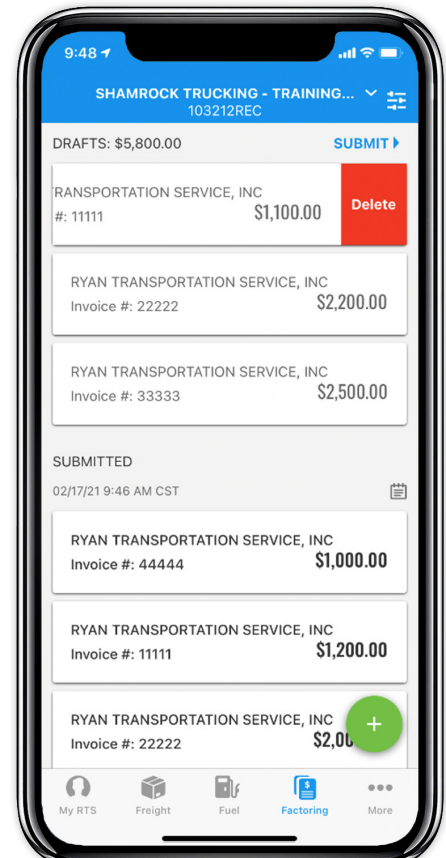 9:48
SHAMROCK TRUCKING - TRAINING...
103212REC
DRAFTS: $5,800.00
SUBMIT
RANSPORTATION SERVICE, INC
#: 11111
$1,100.00
Delete
RYAN TRANSPORTATION SERVICE, INC
Invoice #: 22222
$2,200.00
RYAN TRANSPORTATION SERVICE, INC
Invoice #: 33333
$2,500.00
SUBMITTED
02/17/21 9:46 AM CST
RYAN TRANSPORTATION SERVICE, INC
Invoice #: 44444
$1,000.00
RYAN TRANSPORTATION SERVICE, INC
Invoice #: 11111
$1,200.00
RYAN TRANSPORTATION SERVICE, INC
Invoice #: 22222
$2,00
+
My RTS
Freight
Fuel
Factoring
More